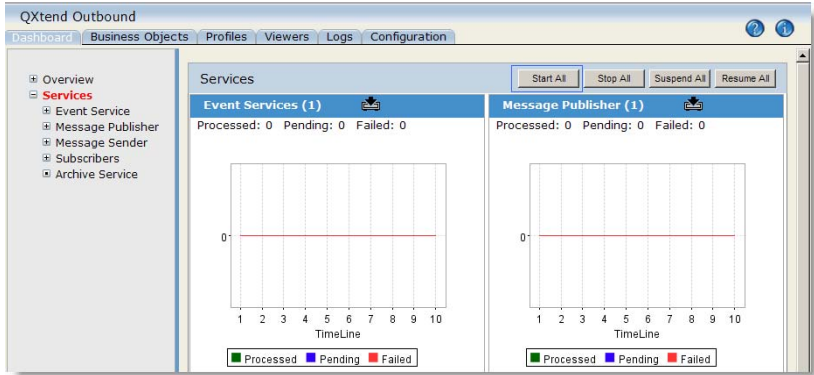 QXtend Outbound
Dashboard Business Objects Profiles Viewers Logs Configuration
Overview
Services
Event Service
Message Publisher
Message Sender
Subscribers
Archive Service
Services
Start All Stop All Suspend All Resume All
Event Services (1)
Processed: 0 Pending: 0 Failed: 0
0
1 2 3 4 5 6 7 8 9 10
TimeLine
Processed Pending Failed
Message Publisher (1)
Processed: 0 Pending: 0 Failed: 0
0
1 2 3 4 5 6 7 8 9 10
TimeLine
Processed Pending Failed